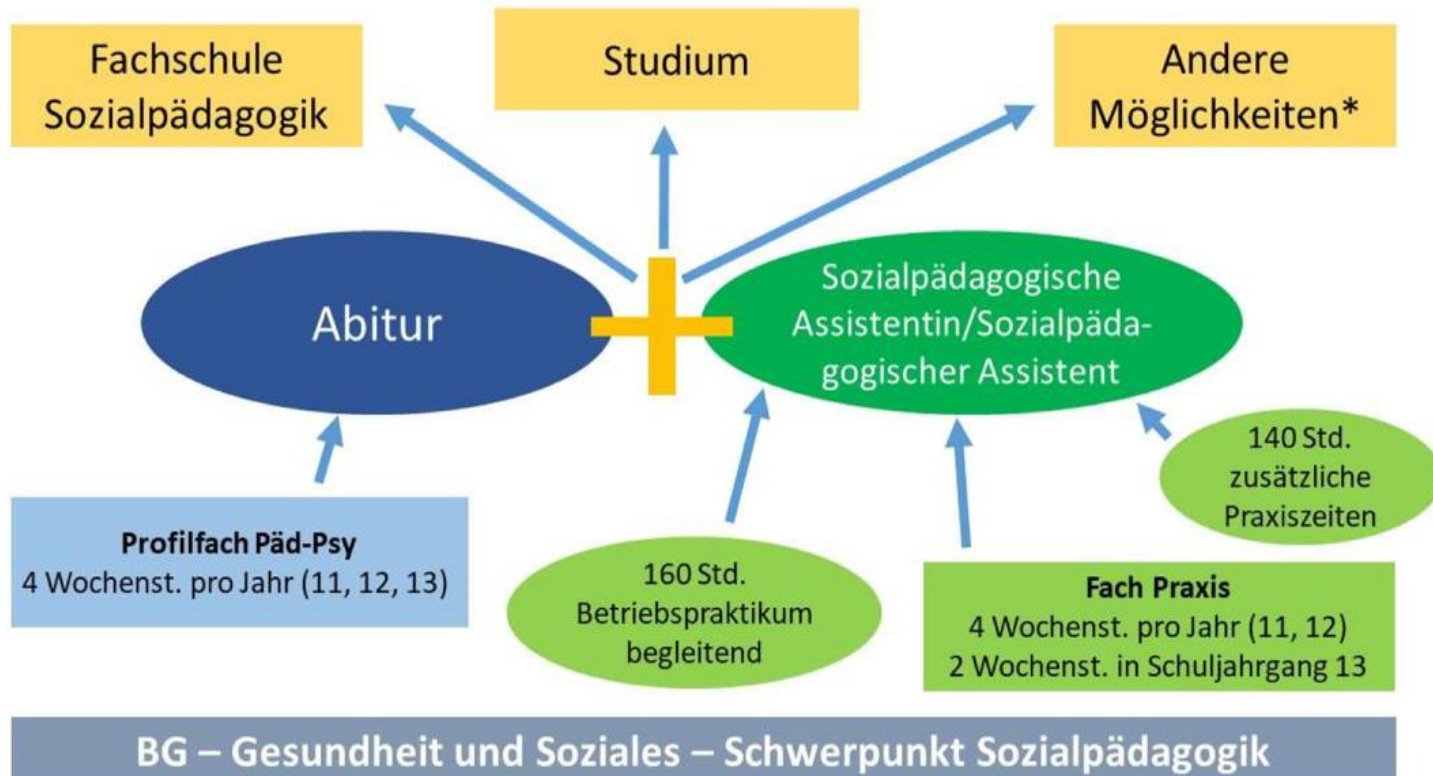 Fachschule
Sozialpädagogik
Studium
Andere
Möglichkeiten*
Abitur
Sozialpädagogische
Assistentin/Sozialpäda-
gogischer Assistent
140 Std.
zusätzliche
Praxiszeiten
Profilfach Päd-Psy
4 Wochenst. pro Jahr (11, 12, 13)
160 Std.
Betriebspraktikum
begleitend
Fach Praxis
4 Wochenst. pro Jahr (11, 12)
2 Wochenst. in Schuljahrgang 13
BG – Gesundheit und Soziales – Schwerpunkt Sozialpädagogik